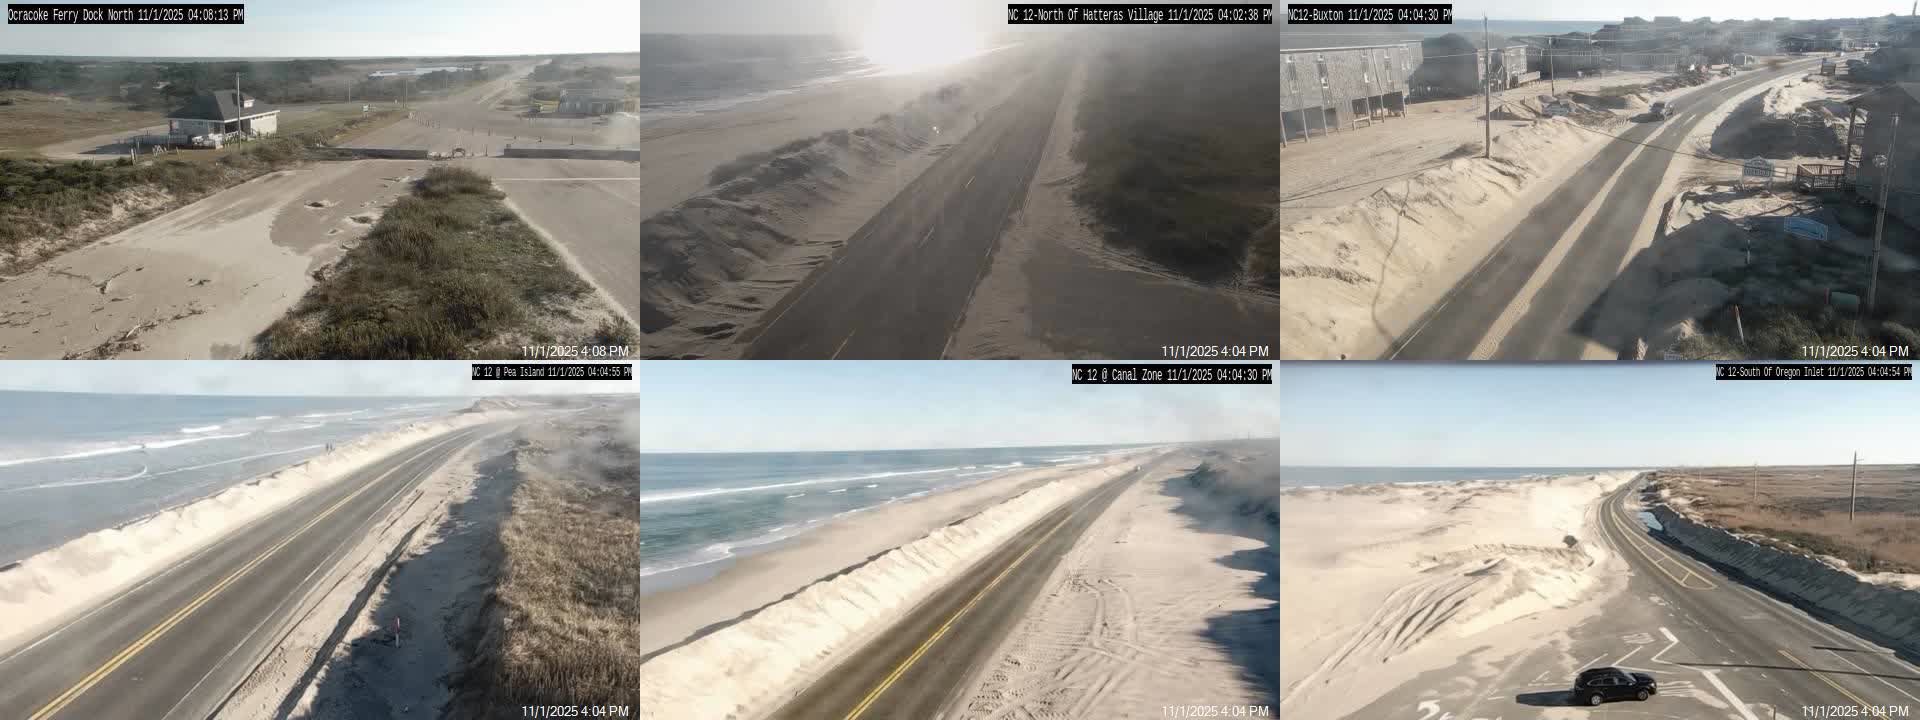 Ocracoke Ferry Dock North 11/1/2025 04:08:13 PM
11/1/2025 4:08 PM
NC 12-North Of Hatteras Village 11/1/2025 04:02:38 PM
11/1/2025 4:04 PM
NC12-Buxton 11/1/2025 04:04:30 PM
11/1/2025 4:04 PM
NC 12 @ Pea Island 11/1/2025 04:04:55 PM
11/1/2025 4:04 PM
NC 12 @ Canal Zone 11/1/2025 04:04:30 PM
11/1/2025 4:04 PM
NC 12-South Of Oregon Inlet 11/1/2025 04:04:54 PM
11/1/2025 4:04 PM